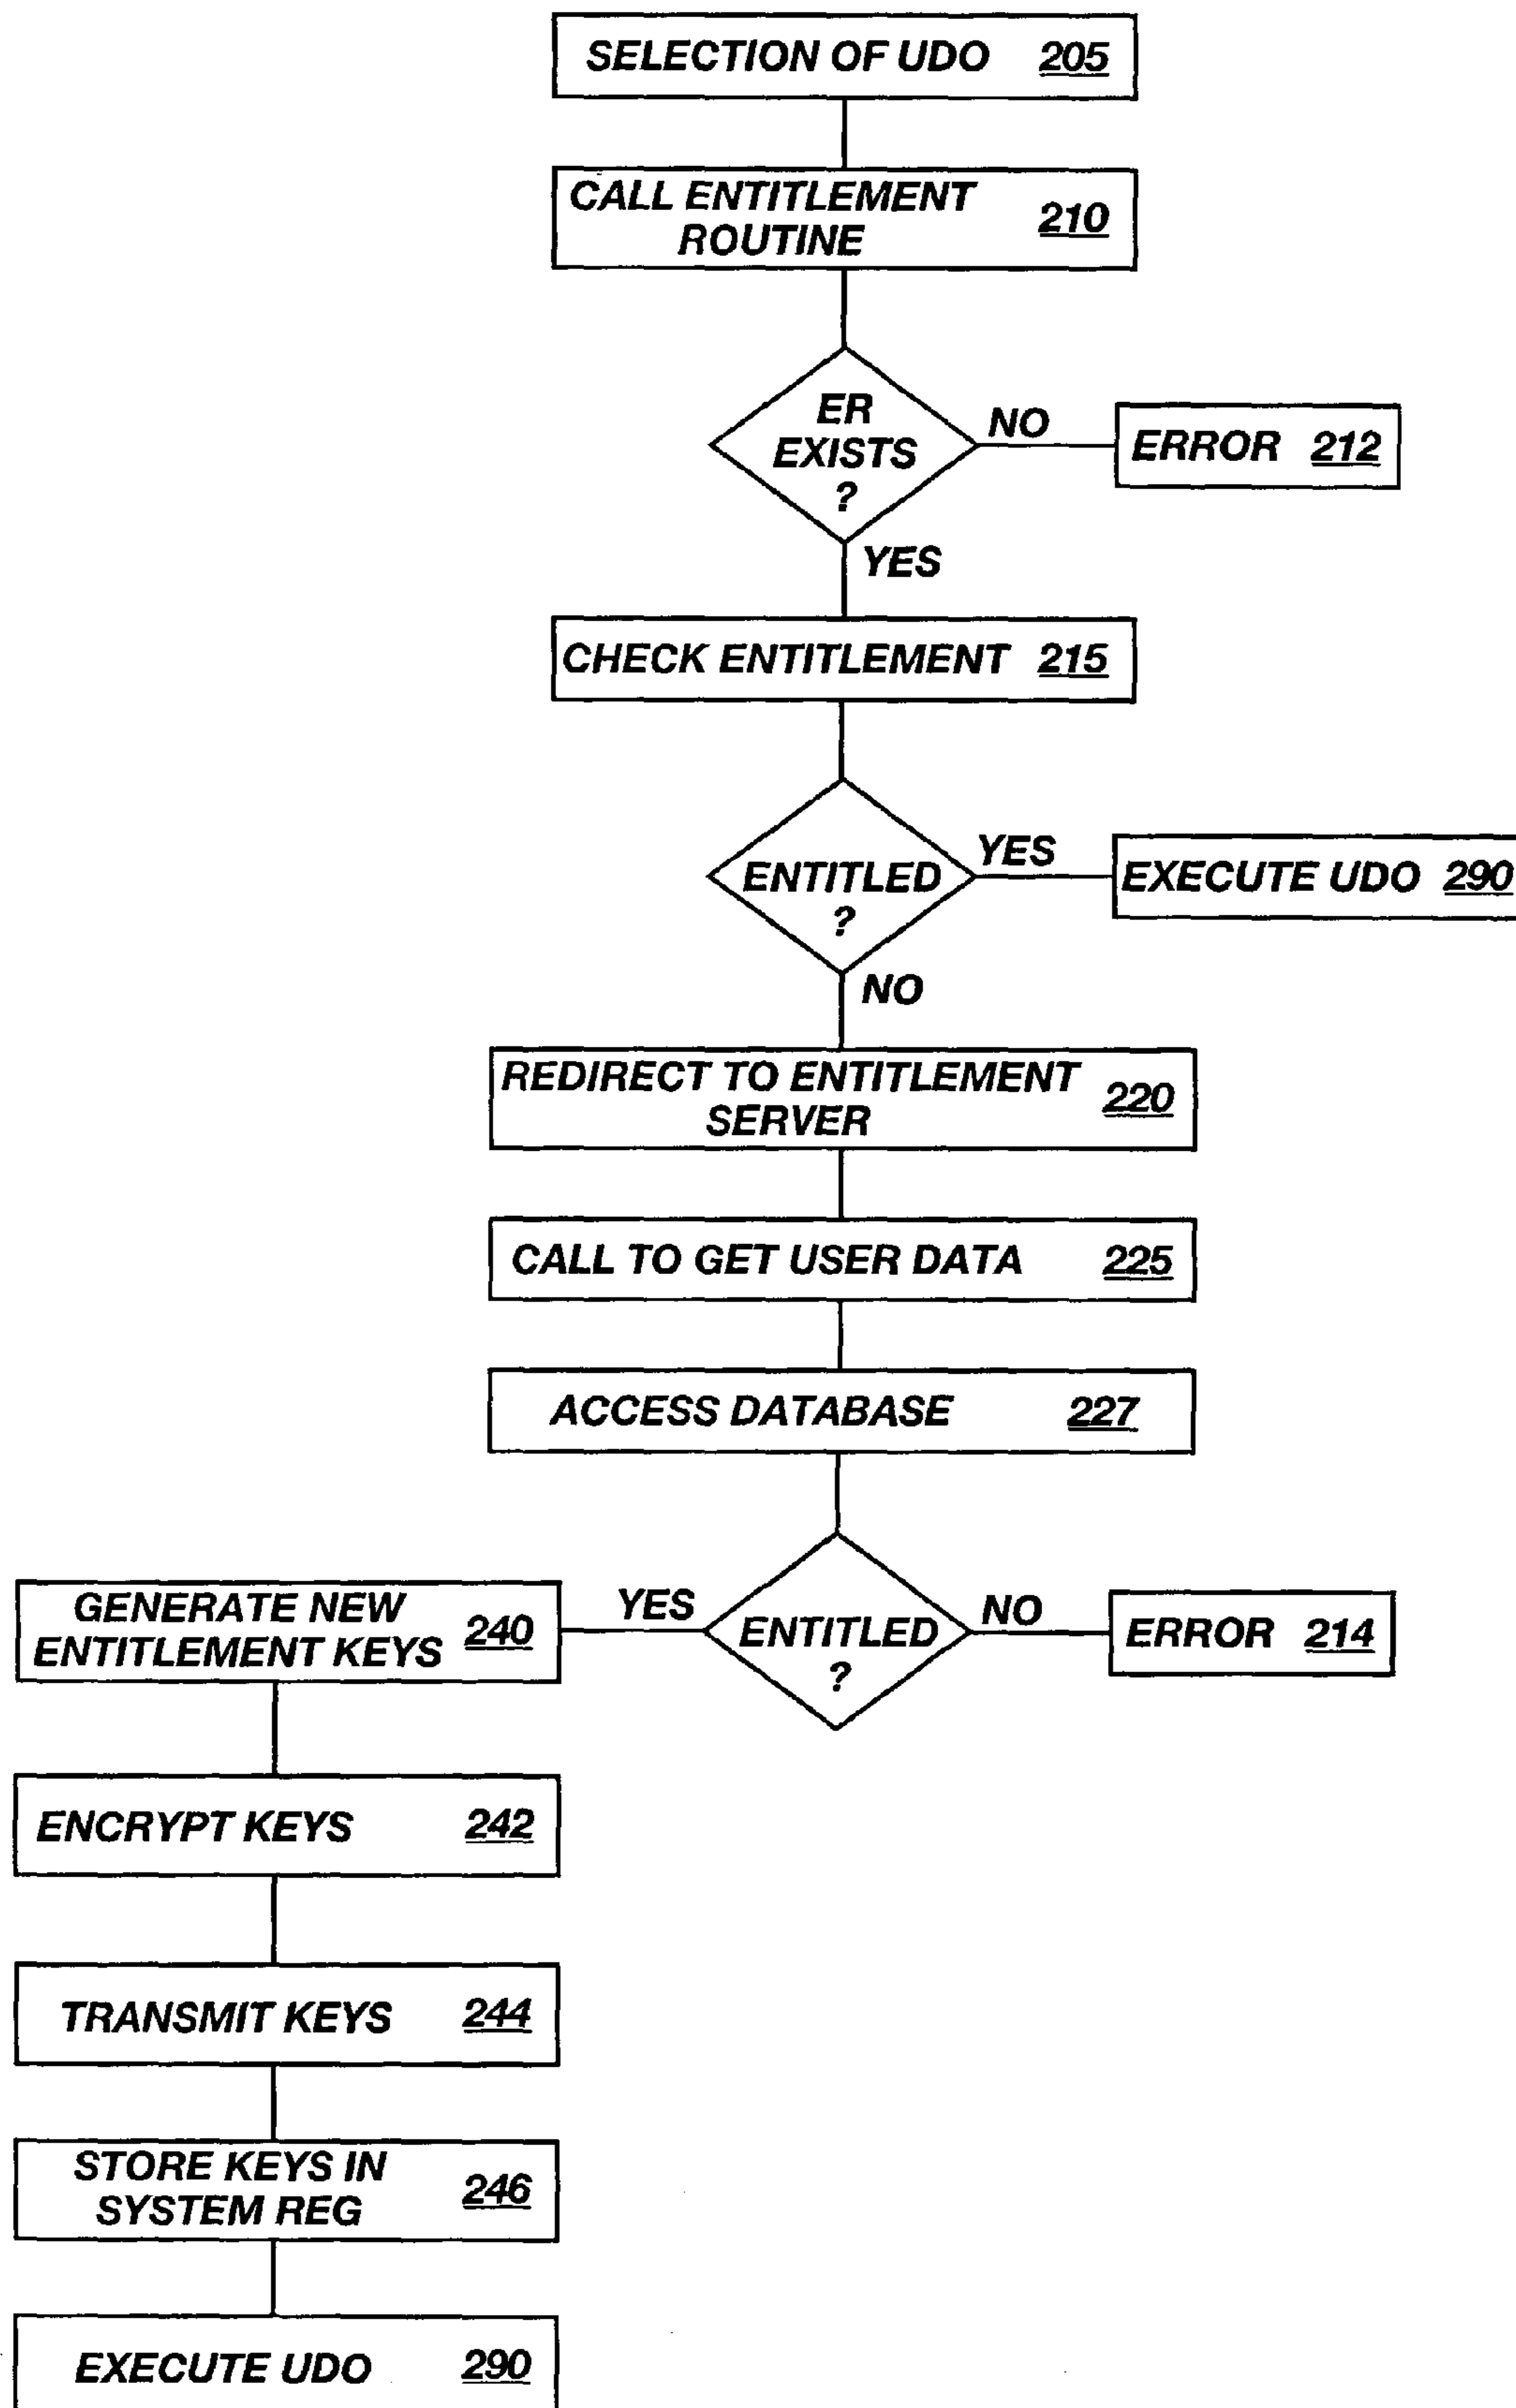 SELECTION OF UDO 205
CALL ENTITLEMENT
ROUTINE
210
ER
EXISTS
?
NO
ERROR 212
YES
CHECK ENTITLEMENT 215
ENTITLED
?
YES
EXECUTE UDO 290
NO
REDIRECT TO ENTITLEMENT
SERVER
220
CALL TO GET USER DATA 225
ACCESS DATABASE 227
ENTITLED
?
NO
ERROR 214
YES
GENERATE NEW
ENTITLEMENT KEYS
240
ENCRYPT KEYS 242
TRANSMIT KEYS 244
STORE KEYS IN
SYSTEM REG
246
EXECUTE UDO 290